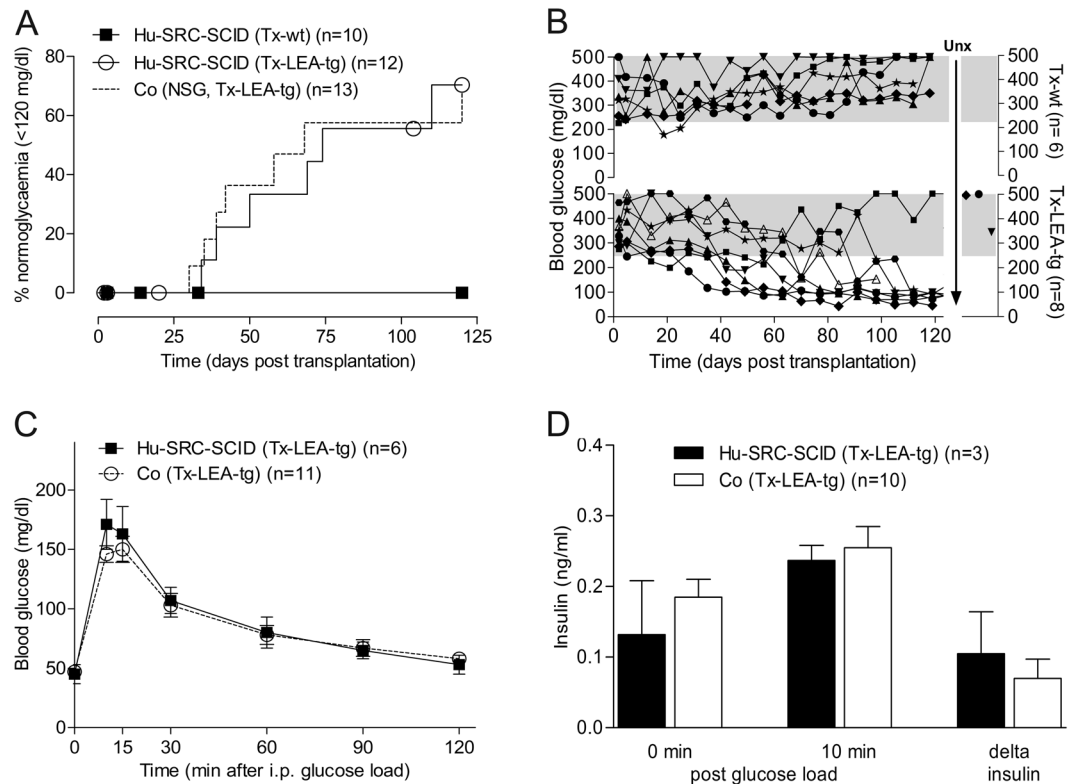 A
Hu-SRC-SCID (Tx-wt) (n=10)
Hu-SRC-SCID (Tx-LEA-tg) (n=12)
Co (NSG, Tx-LEA-tg) (n=13)
% normoglycaemia (<120 mg/dl)
80
60
40
20
0
0 25 50 75 100 125
Time (days post transplantation)
B
Unx
Blood glucose (mg/dl)
500
400
300
200
100
0
500
400
300
200
100
0
500
400
300
200
100
0
Tx-wt (n=6)
500
400
300
200
100
0
Tx-LEA-tg (n=8)
0 20 40 60 80 100 120
Time (days post transplantation)
C
Hu-SRC-SCID (Tx-LEA-tg) (n=6)
Co (Tx-LEA-tg) (n=11)
Blood glucose (mg/dl)
200
150
100
50
0
0 15 30 60 90 120
Time (min after i.p. glucose load)
D
Hu-SRC-SCID (Tx-LEA-tg) (n=3)
Co (Tx-LEA-tg) (n=10)
Insulin (ng/ml)
0.4
0.3
0.2
0.1
0.0
0 min 10 min delta
post glucose load insulin